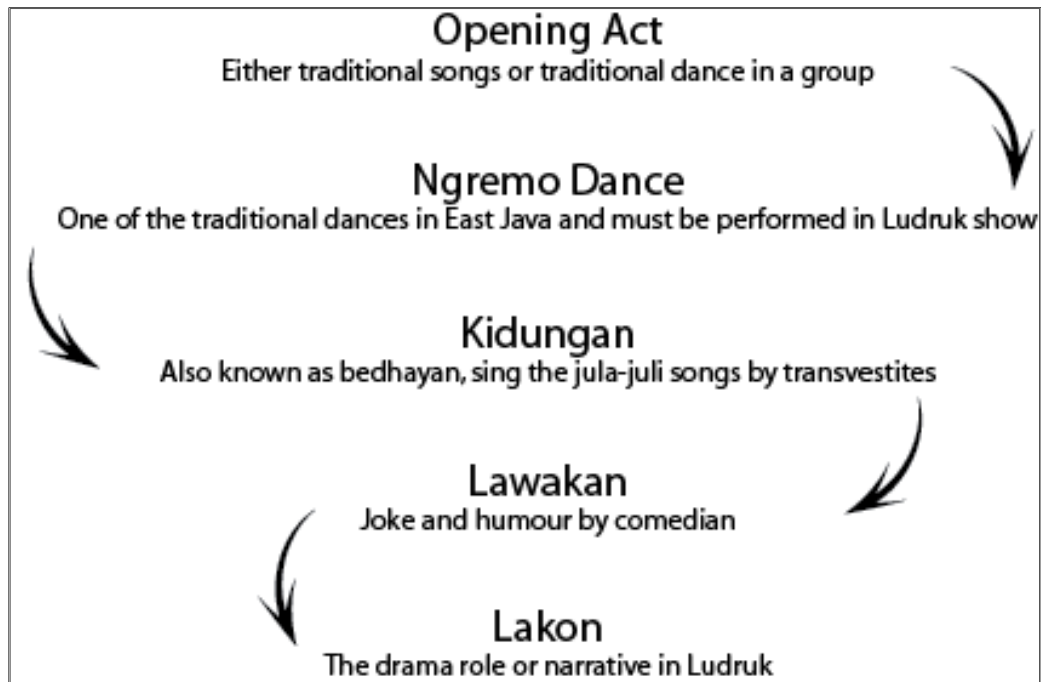 Opening Act
Either traditional songs or traditional dance in a group
Ngremo Dance
One of the traditional dances in East Java and must be performed in Ludruk show
Kidungan
Also known as bedhayan, sing the jula-juli songs by transvestites
Lawakan
Joke and humour by comedian
Lakon
The drama role or narrative in Ludruk